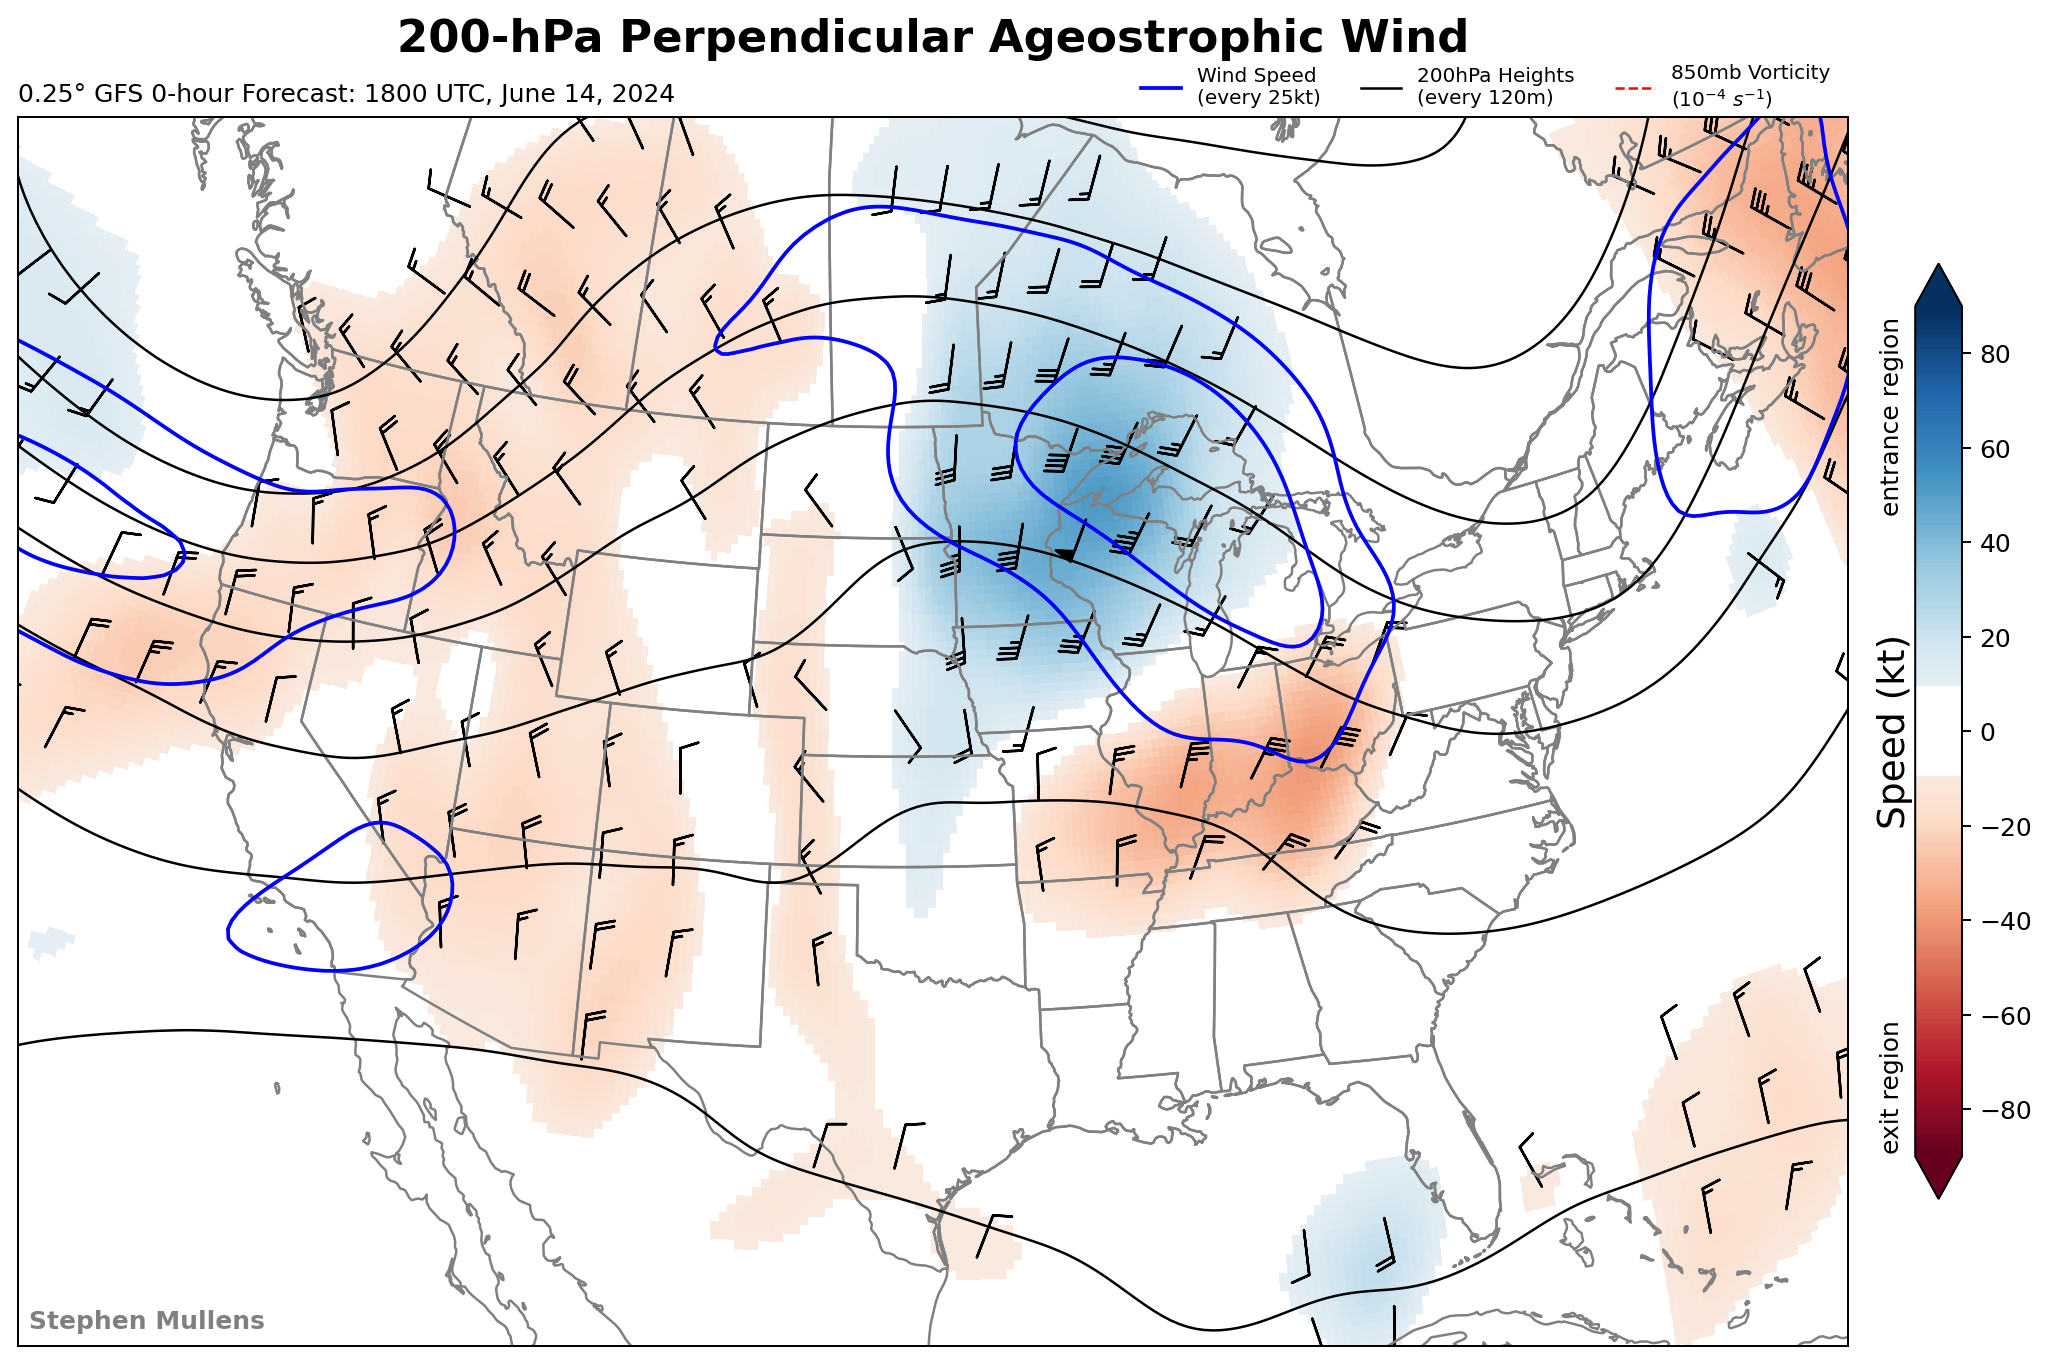 200-hPa Perpendicular Ageostrophic Wind
0.25° GFS 0-hour Forecast: 1800 UTC, June 14, 2024
Wind Speed
(every 25kt)
200hPa Heights
(every 120m)
850mb Vorticity
(10⁻⁴ s⁻¹)
entrance region
Speed (kt)
exit region
80
60
40
20
0
−20
−40
−60
−80
Stephen Mullens